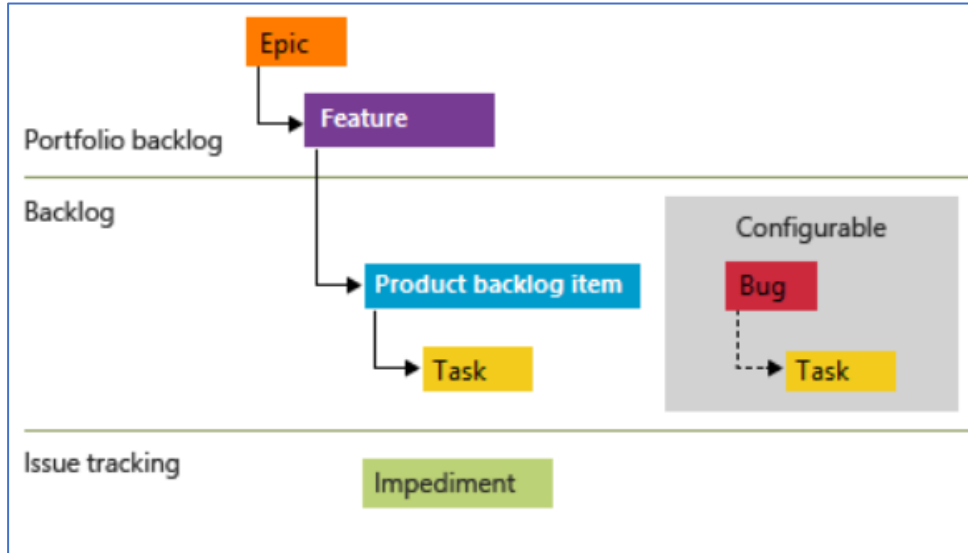 Epic
Feature
Portfolio backlog
Backlog
Configurable
Product backlog item
Bug
Task
Task
Issue tracking
Impediment